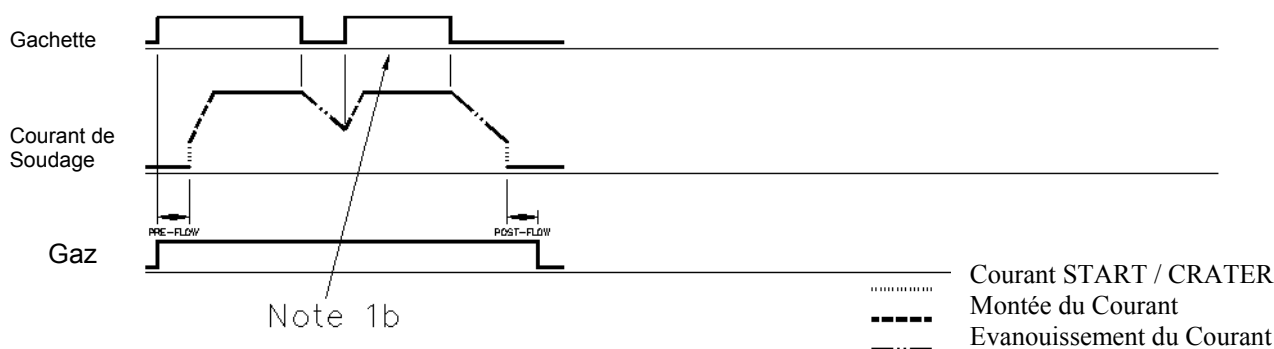 Gachette
Courant de
Soudage
PRE-FLOW
POST-FLOW
Gaz
Courant START / CRATER
Note 1b
Montée du Courant
Evanouissement du Courant